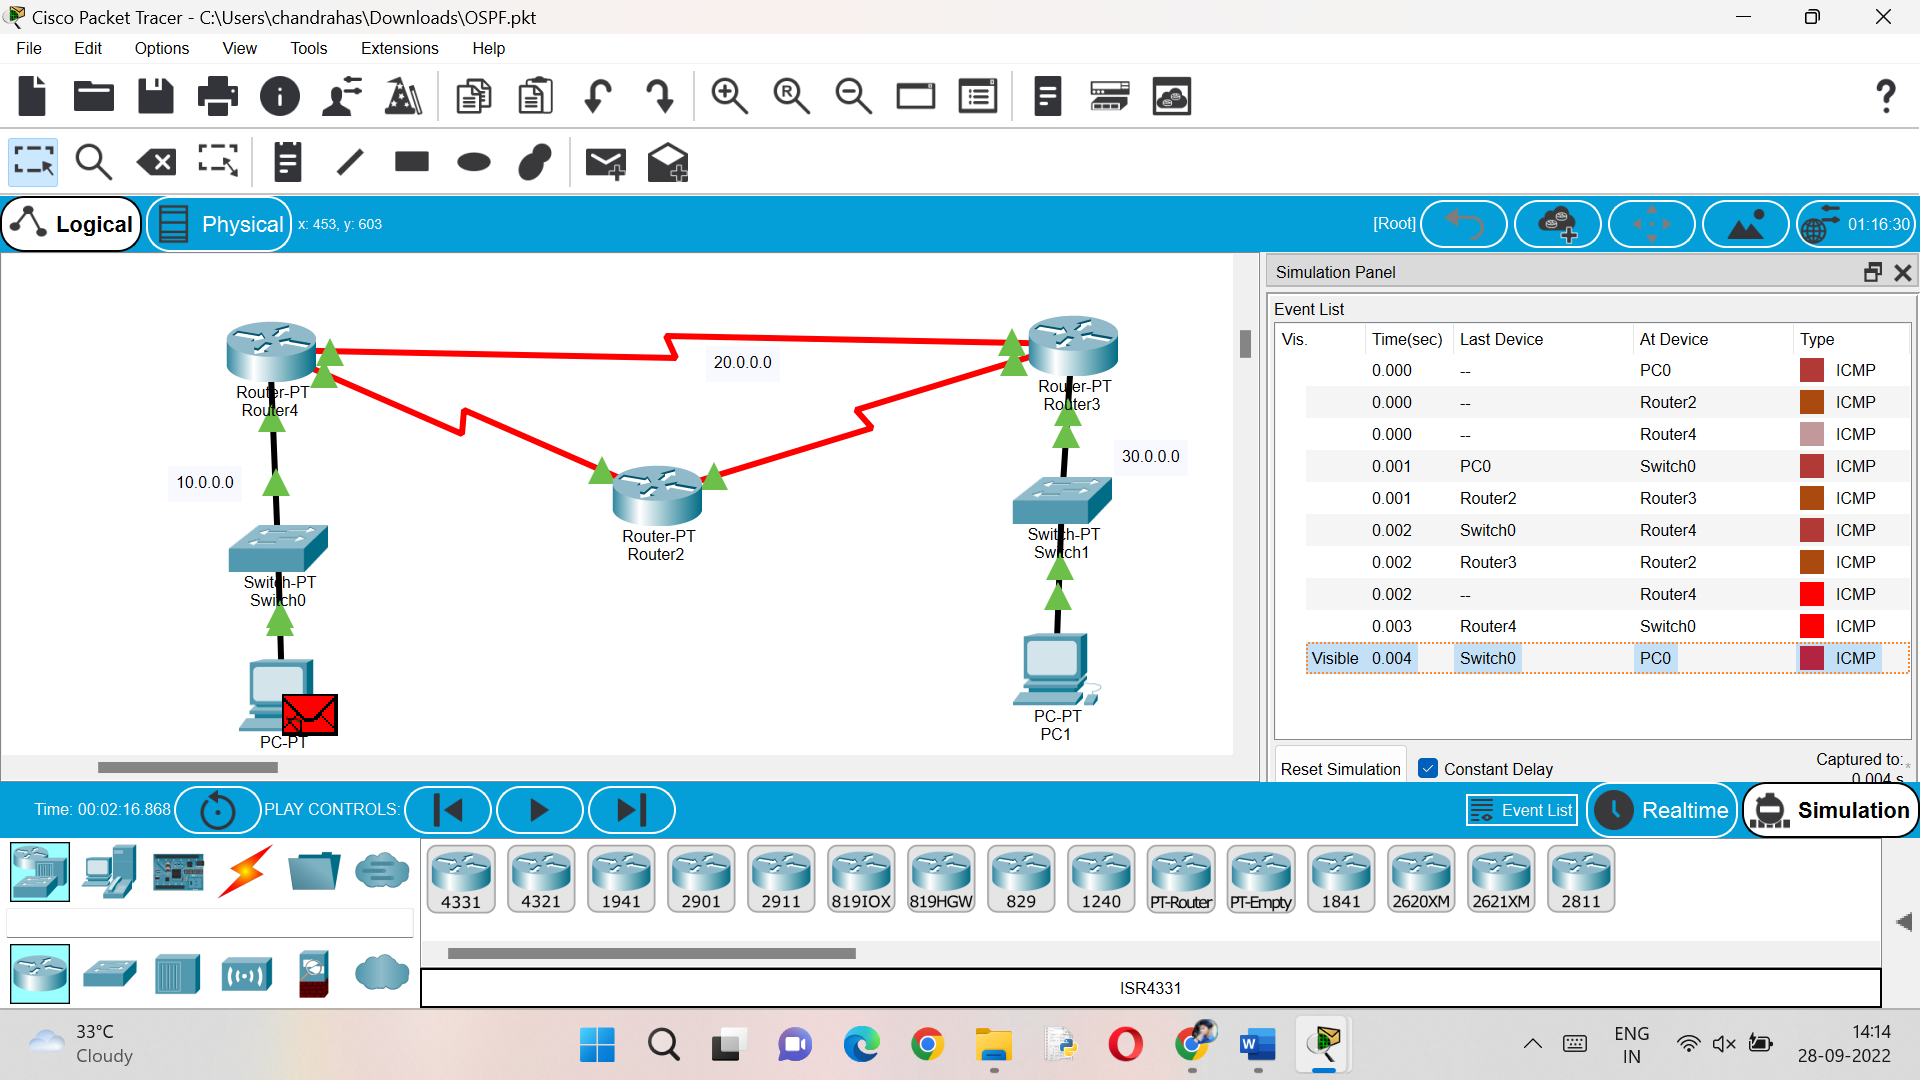 Cisco Packet Tracer - C:\Users\chandrahas\Downloads\OSPF.pkt
File Edit Options View Tools Extensions Help
Logical Physical x: 453, y: 603 [Root] 01:16:30
Router-PT
Router4
20.0.0.0
Router-PT
Router3
10.0.0.0
30.0.0.0
Router-PT
Router2
Switch-PT
Switch0
Switch-PT
Switch1
PC-PT
PC-PT
PC1
Simulation Panel
Event List
Vis. Time(sec) Last Device At Device Type
0.000 -- PC0 ICMP
0.000 -- Router2 ICMP
0.000 -- Router4 ICMP
0.001 PC0 Switch0 ICMP
0.001 Router2 Router3 ICMP
0.002 Switch0 Router4 ICMP
0.002 Router3 Router2 ICMP
0.002 -- Router4 ICMP
0.003 Router4 Switch0 ICMP
Visible 0.004 Switch0 PC0 ICMP
Reset Simulation Constant Delay Captured to:
0.004 s
Time: 00:02:16.868 PLAY CONTROLS: Event List Realtime Simulation
4331 4321 1941 2901 2911 819IOX 819HGW 829 1240 PT-Router PT-Empty 1841 2620XM 2621XM 2811
ISR4331
33°C
Cloudy
ENG
IN
14:14
28-09-2022